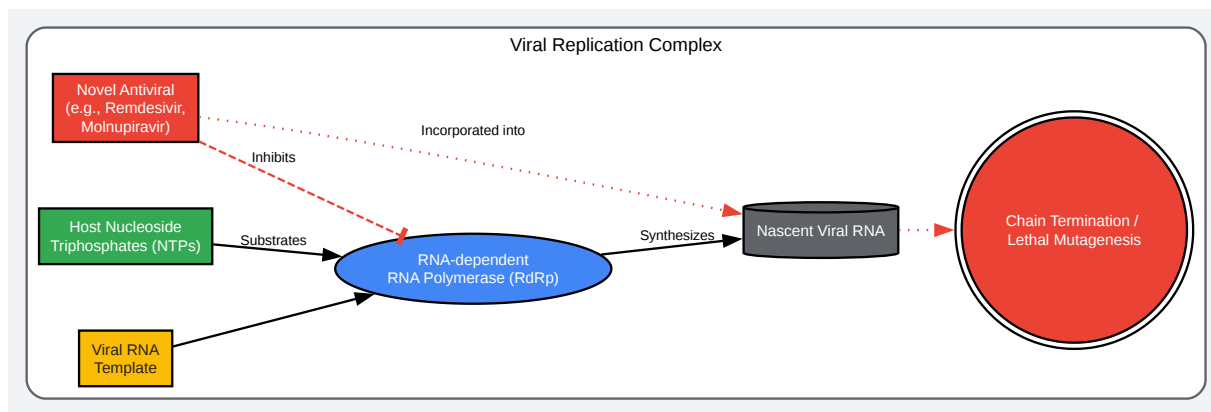 Viral Replication Complex
Novel Antiviral
(e.g., Remdesivir,
Molnupiravir)
Incorporated into
Inhibits
Host Nucleoside
Triphosphates (NTPs)
Substrates
RNA-dependent
RNA Polymerase (RdRp)
Synthesizes
Nascent Viral RNA
Chain Termination /
Lethal Mutagenesis
Viral RNA
Template